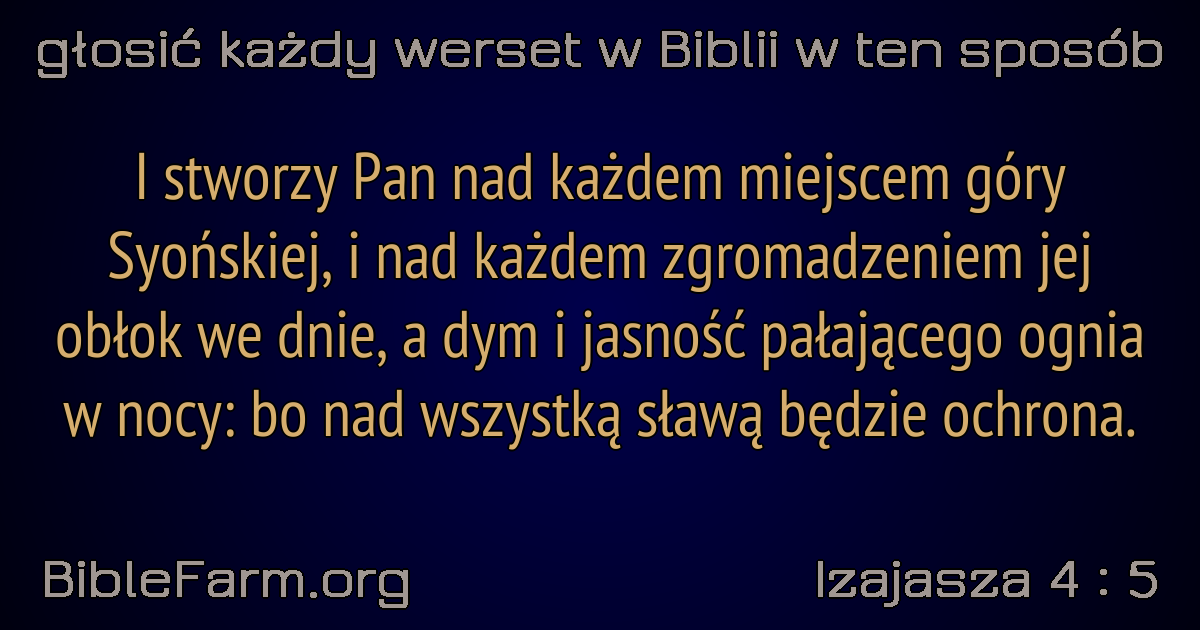 głosić każdy werset w Biblii w ten sposób
I stworzy Pan nad każdem miejscem góry
Syońskiej, i nad każdem zgromadzeniem jej
obłok we dnie, a dym i jasność pałającego ognia
w nocy: bo nad wszystką sławą będzie ochrona.
BibleFarm.org
Izajasza 4 : 5